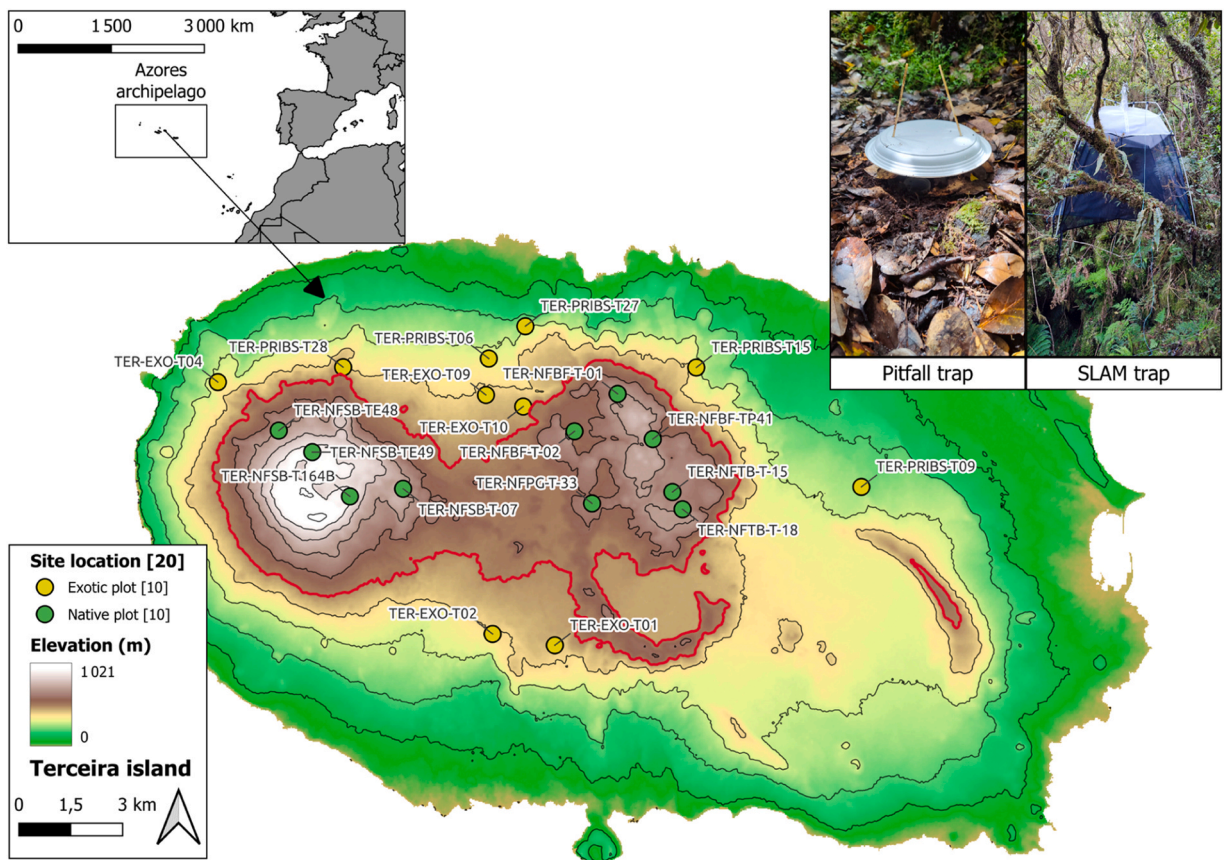 0 1 500 3 000 km
Azores
archipelago
Pitfall trap
SLAM trap
TER-PRIBS-T27
TER-PRIBS-T06
TER-PRIBS-T28
TER-PRIBS-T15
TER-EXO-T04
TER-EXO-T09
TER-NFBF-T-01
TER-NFSB-TE48
TER-EXO-T10
TER-NFBF-TP41
TER-NFSB-TE49
TER-NFBF-T-02
TER-NFSB-T164B
TER-NFTB-T-15
TER-PRIBS-T09
TER-NFPG-T-33
TER-NFSB-T-07
TER-NFTB-T-18
TER-EXO-T02
TER-EXO-T01
Site location [20]
Exotic plot [10]
Native plot [10]
Elevation (m)
1 021
0
Terceira island
0 1,5 3 km